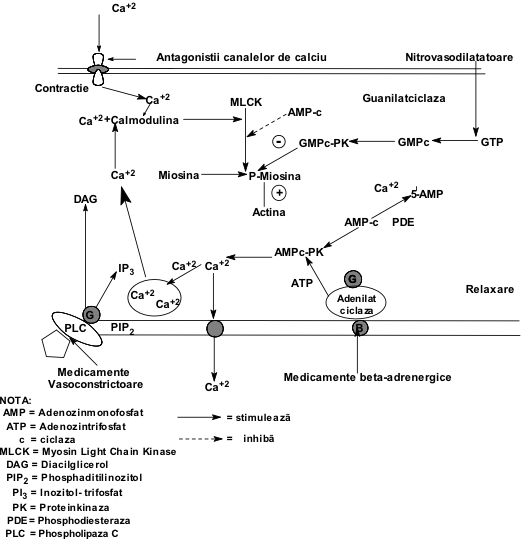 Ca+2
Antagonistii canalelor de calciu
Nitrovasodilatatoare
Contractie
Ca+2
MLCK
Guanilatciclaza
AMP-c
Ca+2+Calmodulina
-
GMPc-PK
GMPc
GTP
Ca+2
Miosina
P-Miosina
Ca+2
5-AMP
+
DAG
Actina
AMP-c
PDE
AMPc-PK
IP3
Ca+2
Ca+2
ATP
G
Relaxare
Ca+2
Ca+2
Adenilat
ciclaza
G
PLC
PIP2
B
Medicamente
Vasoconstrictoare
Ca+2
Medicamente beta-adrenergice
NOTA:
AMP = Adenozinmonofosfat
= stimulează
ATP = Adenozintrifosfat
c = ciclaza
= inhibă
MLCK = Myosin Light Chain Kinase
DAG = Diacilglicerol
PIP2 = Phosphaditilinozitol
PI3 = Inozitol- trifosfat
PK = Proteinkinaza
PDE = Phosphodiesteraza
PLC = Phospholipaza C